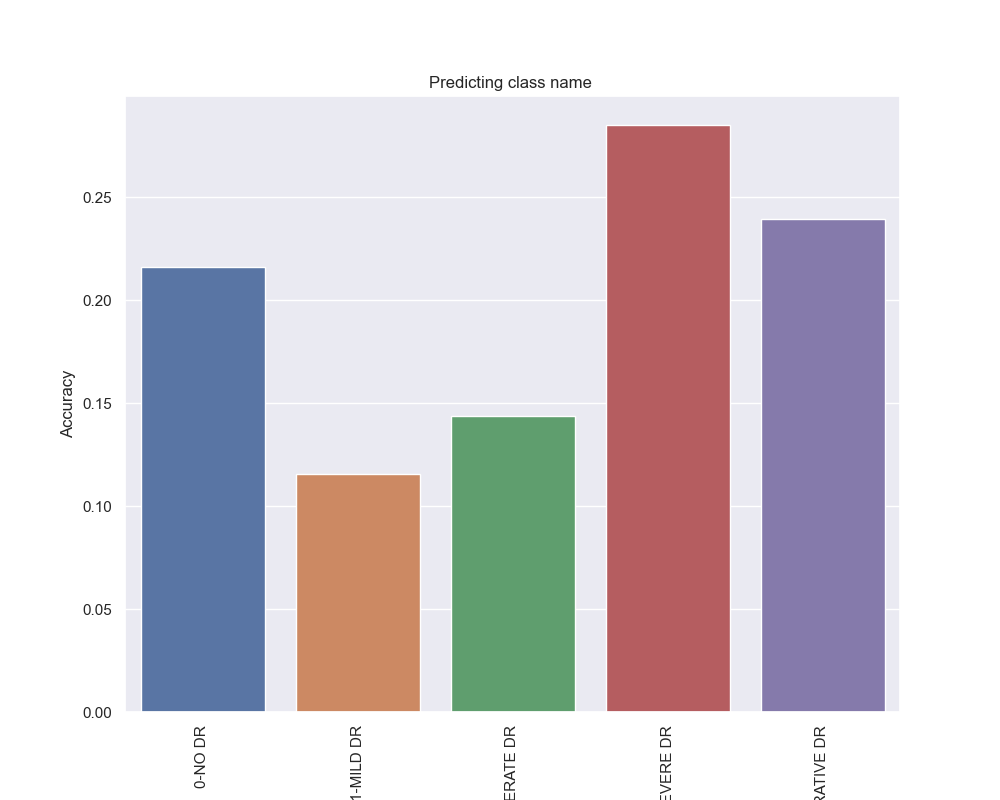 Predicting class name
Accuracy
0.25
0.20
0.15
0.10
0.05
0.00
0-NO DR
1-MILD DR
ERATE DR
EVERE DR
RATIVE DR